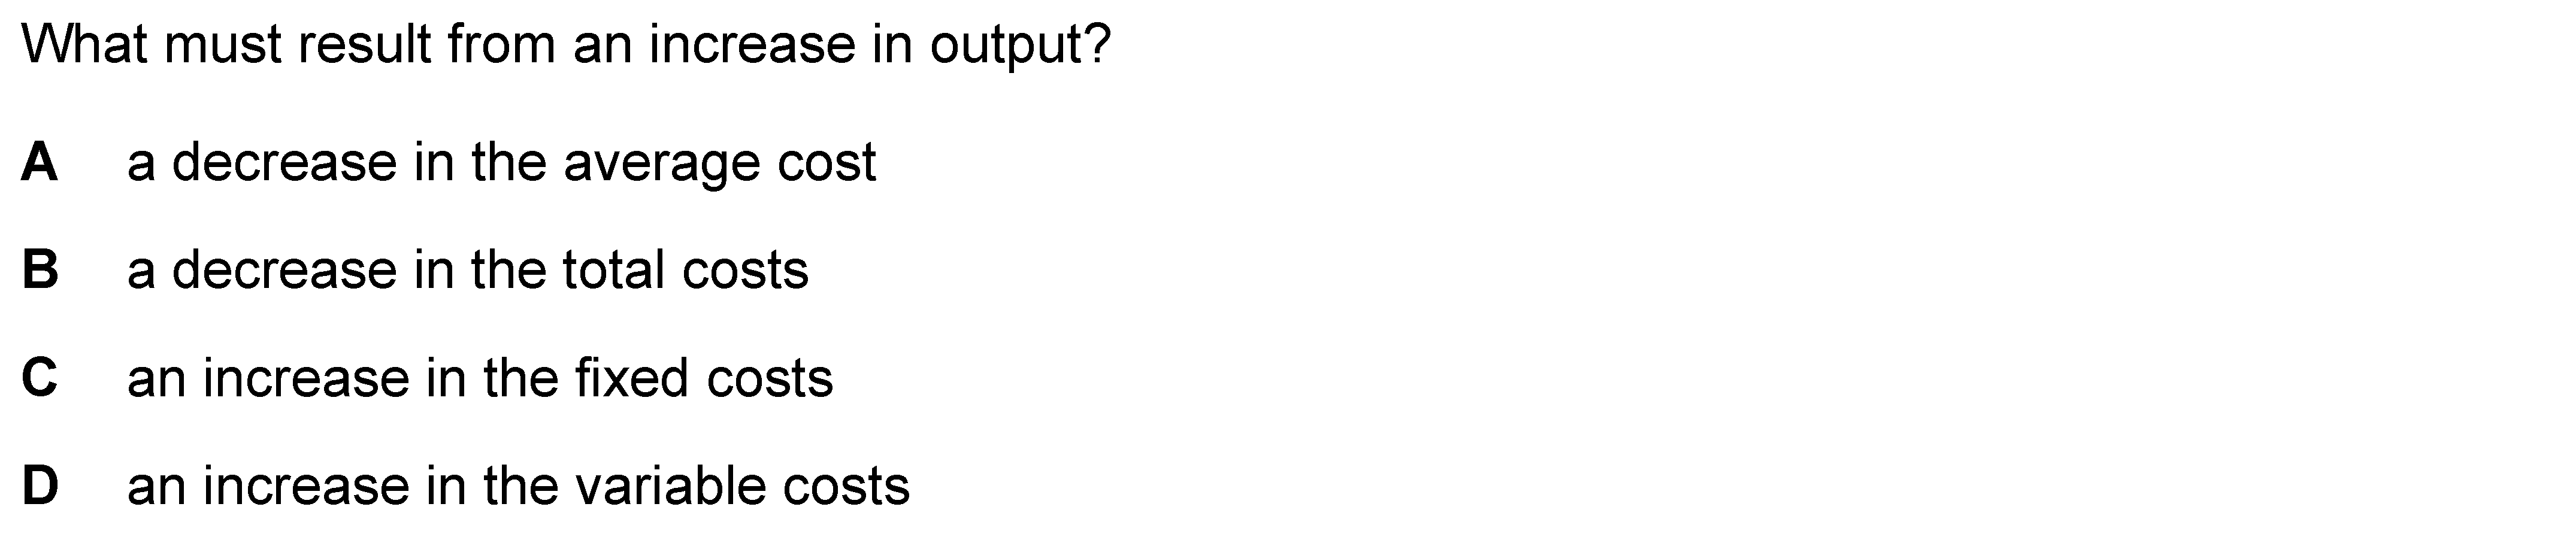 What must result from an increase in output?
A a decrease in the average cost
B a decrease in the total costs
C an increase in the fixed costs
D an increase in the variable costs